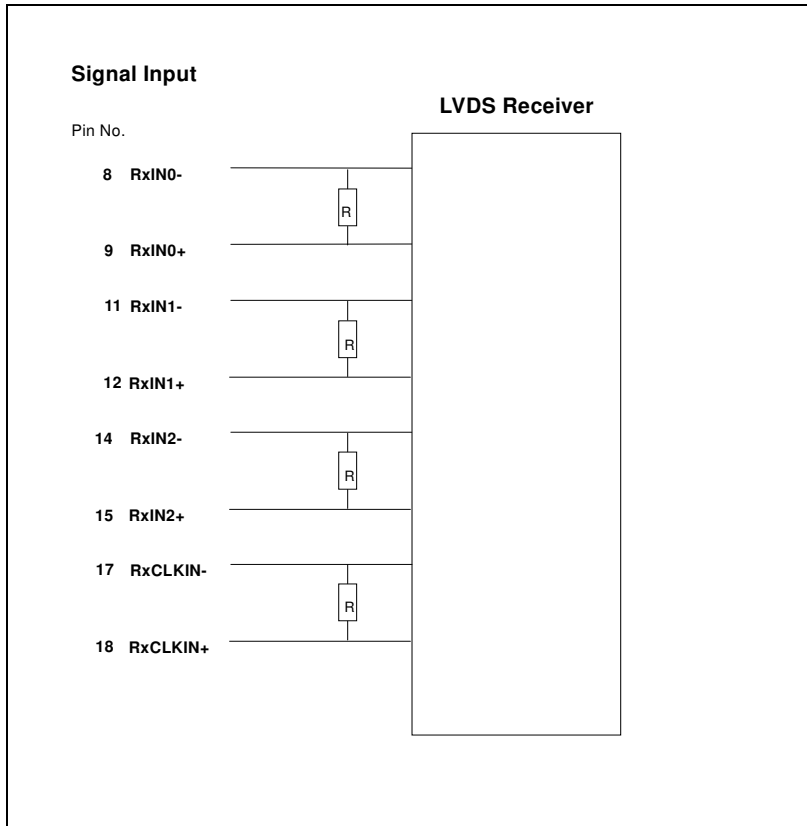 Signal Input
LVDS Receiver
Pin No.
8 RxIN0-
R
9 RxIN0+
11 RxIN1-
R
12 RxIN1+
14 RxIN2-
R
15 RxIN2+
17 RxCLKIN-
R
18 RxCLKIN+